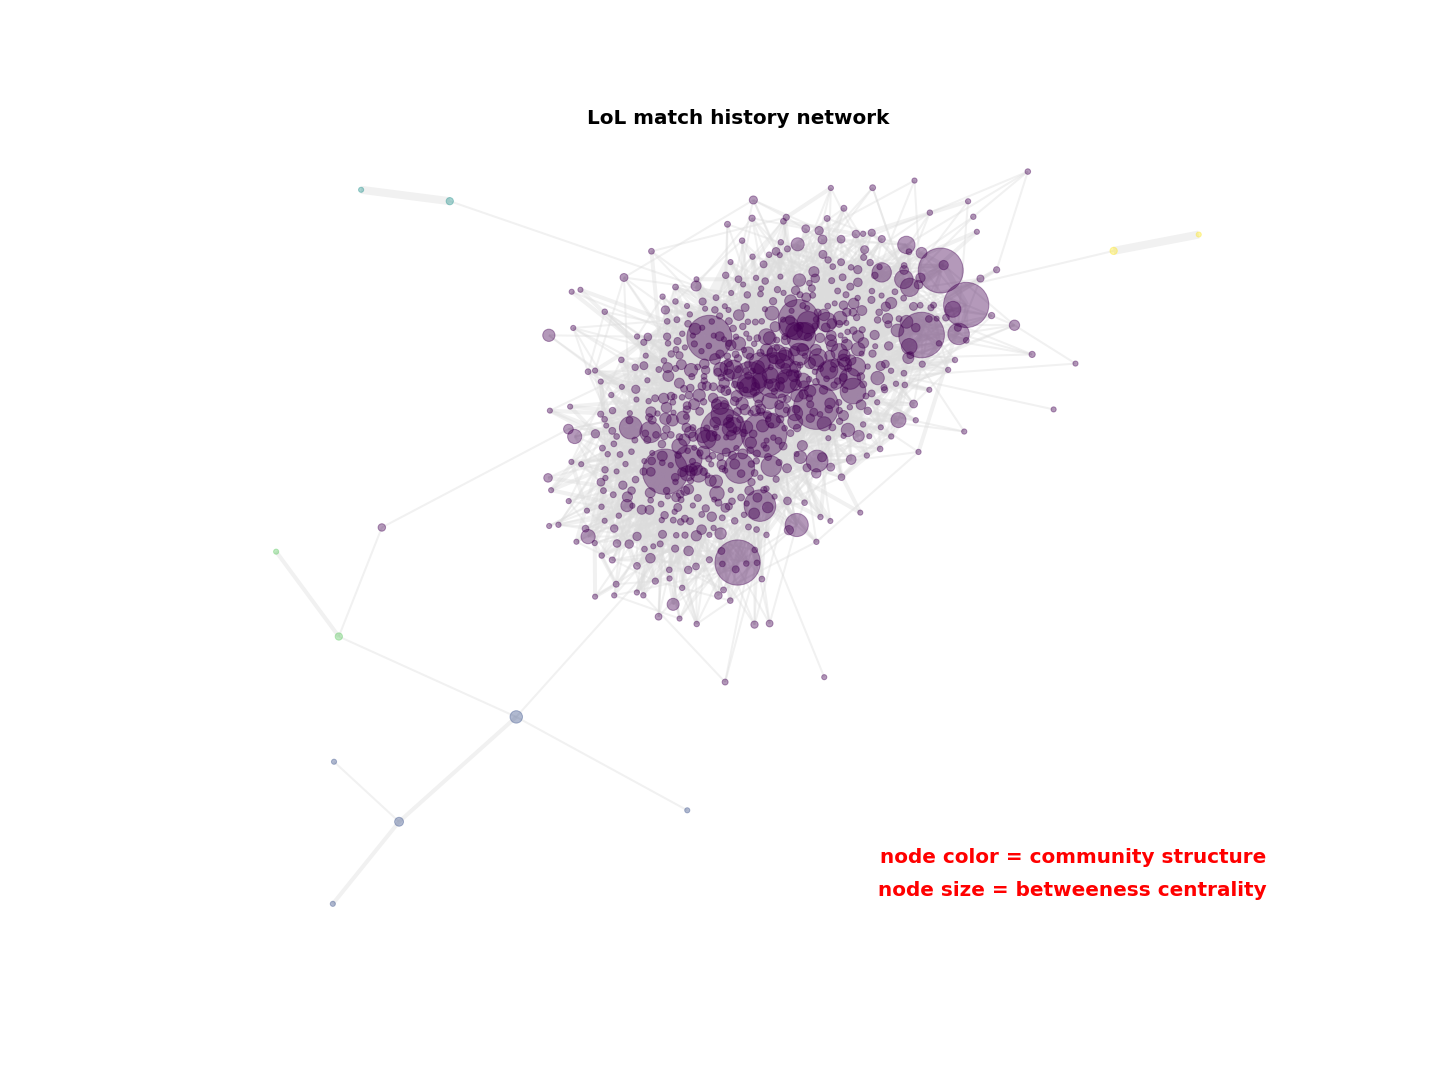 LoL match history network
node color = community structure
node size = betweeness centrality